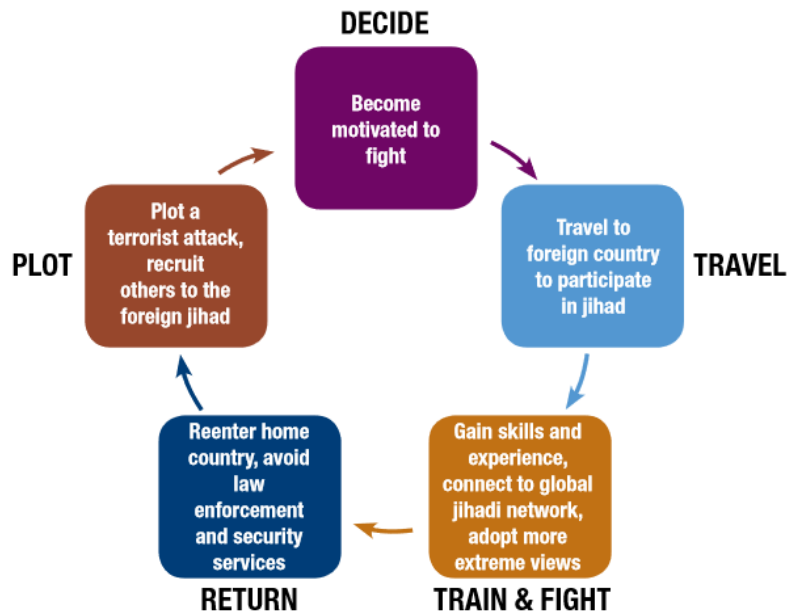 DECIDE
Become
motivated to
fight
TRAVEL
Travel to
foreign country
to participate
in jihad
Gain skills and
experience,
connect to global
jihadi network,
adopt more
extreme views
TRAIN & FIGHT
Reenter home
country, avoid
law
enforcement
and security
services
RETURN
PLOT
Plot a
terrorist attack,
recruit
others to the
foreign jihad